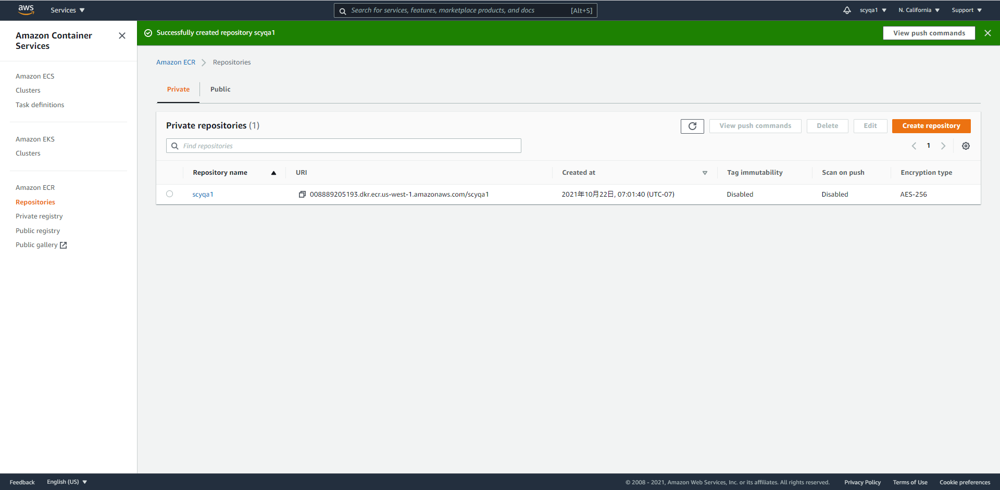 aws
Services
Search for services, features, marketplace products, and docs
[Alt+S]
scyqa1
N. California
Support
Amazon Container
Services
Successfully created repository scyqa1
View push commands
Amazon ECS
Clusters
Task definitions
Amazon EKS
Clusters
Amazon ECR
Repositories
Private registry
Public registry
Public gallery
Amazon ECR
Repositories
Private
Public
Private repositories (1)
View push commands
Delete
Edit
Create repository
Find repositories
1
Repository name
URI
Created at
Tag immutability
Scan on push
Encryption type
scyqa1
008889205193.dkr.ecr.us-west-1.amazonaws.com/scyqa1
2021年10月22日, 07:01:40 (UTC-07)
Disabled
Disabled
AES-256
Feedback
English (US)
© 2008 - 2021, Amazon Web Services, Inc. or its affiliates. All rights reserved.
Privacy Policy
Terms of Use
Cookie preferences